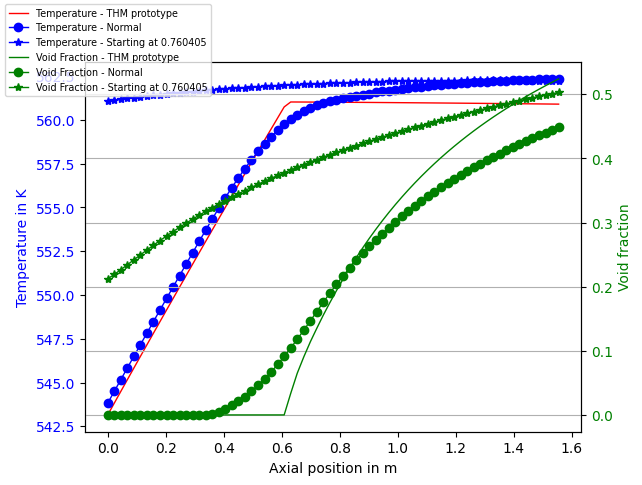 Temperature - THM prototype
Temperature - Normal
Temperature - Starting at 0.760405
Void Fraction - THM prototype
Void Fraction - Normal
Void Fraction - Starting at 0.760405
562.5
560.0
557.5
555.0
552.5
550.0
547.5
545.0
542.5
Temperature in K
0.5
0.4
0.3
0.2
0.1
0.0
Void fraction
0.0 0.2 0.4 0.6 0.8 1.0 1.2 1.4 1.6
Axial position in m